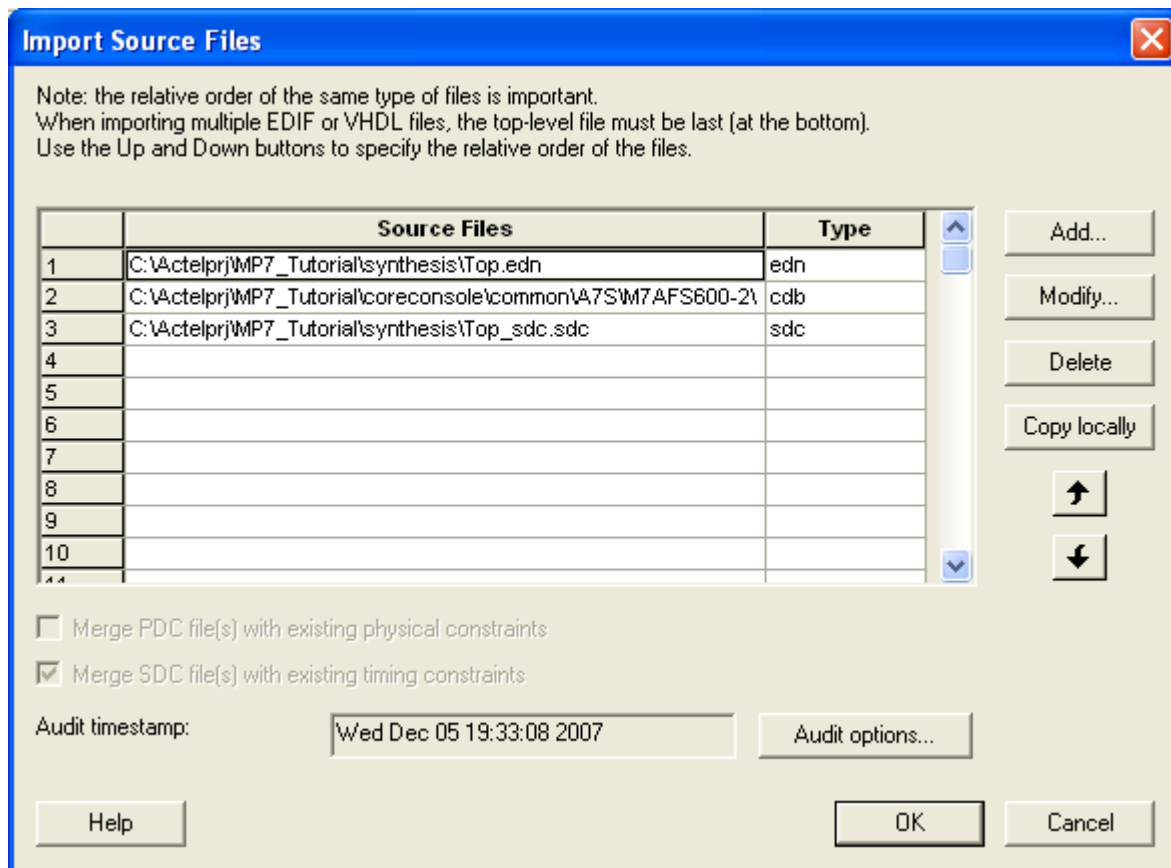 Import Source Files
Note: the relative order of the same type of files is important.
When importing multiple EDIF or VHDL files, the top-level file must be last (at the bottom).
Use the Up and Down buttons to specify the relative order of the files.
Source Files Type
1 C:\Actelprj\MP7_Tutorial\synthesis\Top.edn edn
2 C:\Actelprj\MP7_Tutorial\coreconsole\common\A7S\M7AFS600-2\ cdb
3 C:\Actelprj\MP7_Tutorial\synthesis\Top_sdc.sdc sdc
4
5
6
7
8
9
10
11
Add...
Modify...
Delete
Copy locally
Merge PDC file(s) with existing physical constraints
Merge SDC file(s) with existing timing constraints
Audit timestamp: Wed Dec 05 19:33:08 2007 Audit options...
Help OK Cancel